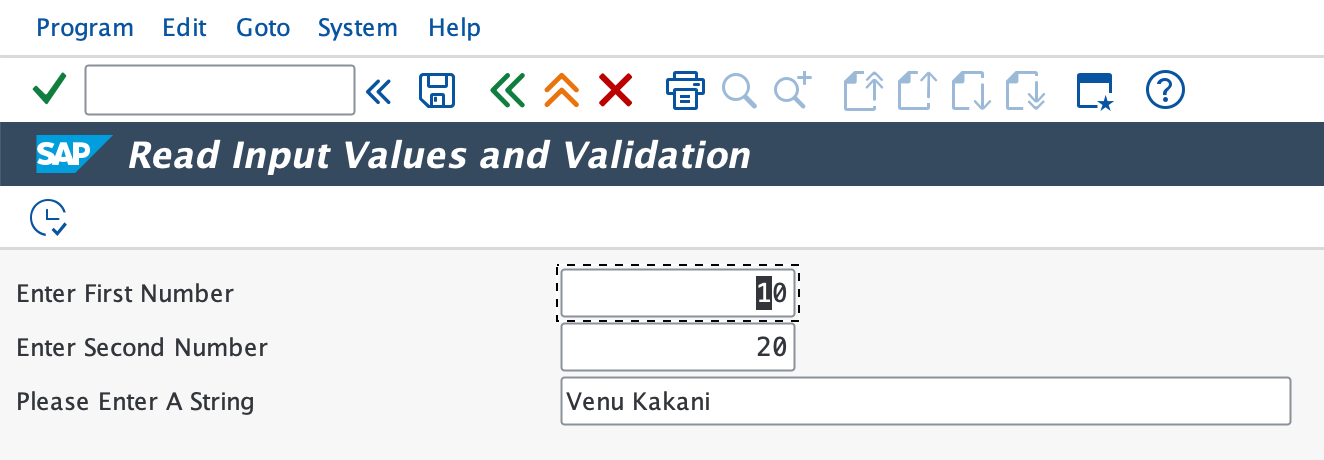 Program Edit Goto System Help
SAP Read Input Values and Validation
Enter First Number 10
Enter Second Number 20
Please Enter A String Venu Kakani